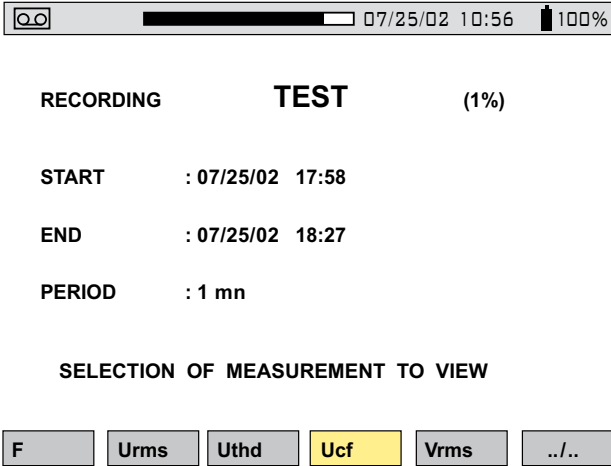 07/25/02 10:56 100%
RECORDING TEST (1%)
START : 07/25/02 17:58
END : 07/25/02 18:27
PERIOD : 1 mn
SELECTION OF MEASUREMENT TO VIEW
F Urms Uthd Ucf Vrms ../..